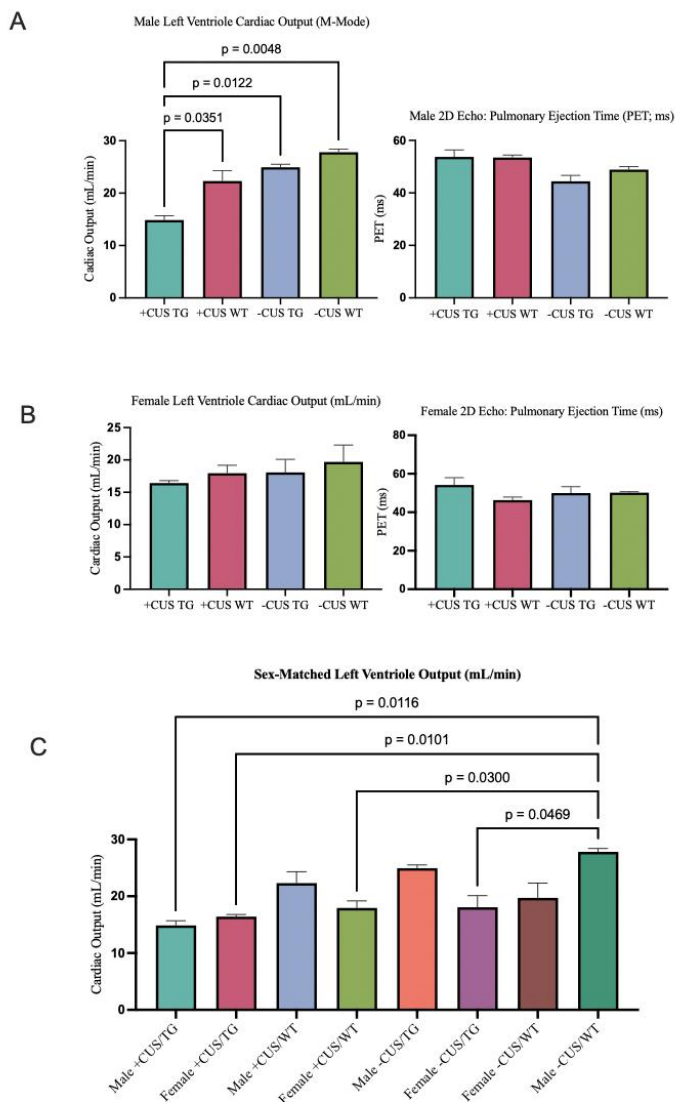 A
Male Left Ventriole Cardiac Output (M-Mode)
p = 0.0048
p = 0.0122
p = 0.0351
Cadiac Output (mL/min)
30
20
10
0
+CUS TG
+CUS WT
-CUS TG
-CUS WT
Male 2D Echo: Pulmonary Ejection Time (PET; ms)
PET (ms)
60
40
20
0
+CUS TG
+CUS WT
-CUS TG
-CUS WT
B
Female Left Ventriole Cardiac Output (mL/min)
Cardiac Output (mL/min)
25
20
15
10
5
0
+CUS TG
+CUS WT
-CUS TG
-CUS WT
Female 2D Echo: Pulmonary Ejection Time (ms)
PET (ms)
80
60
40
20
0
+CUS TG
+CUS WT
-CUS TG
-CUS WT
C
Sex-Matched Left Ventriole Output (mL/min)
p = 0.0116
p = 0.0101
p = 0.0300
p = 0.0469
Cardiac Output (mL/min)
30
20
10
0
Male +CUS/TG
Female +CUS/TG
Male +CUS/WT
Female +CUS/WT
Male -CUS/TG
Female -CUS/TG
Female -CUS/WT
Male -CUS/WT